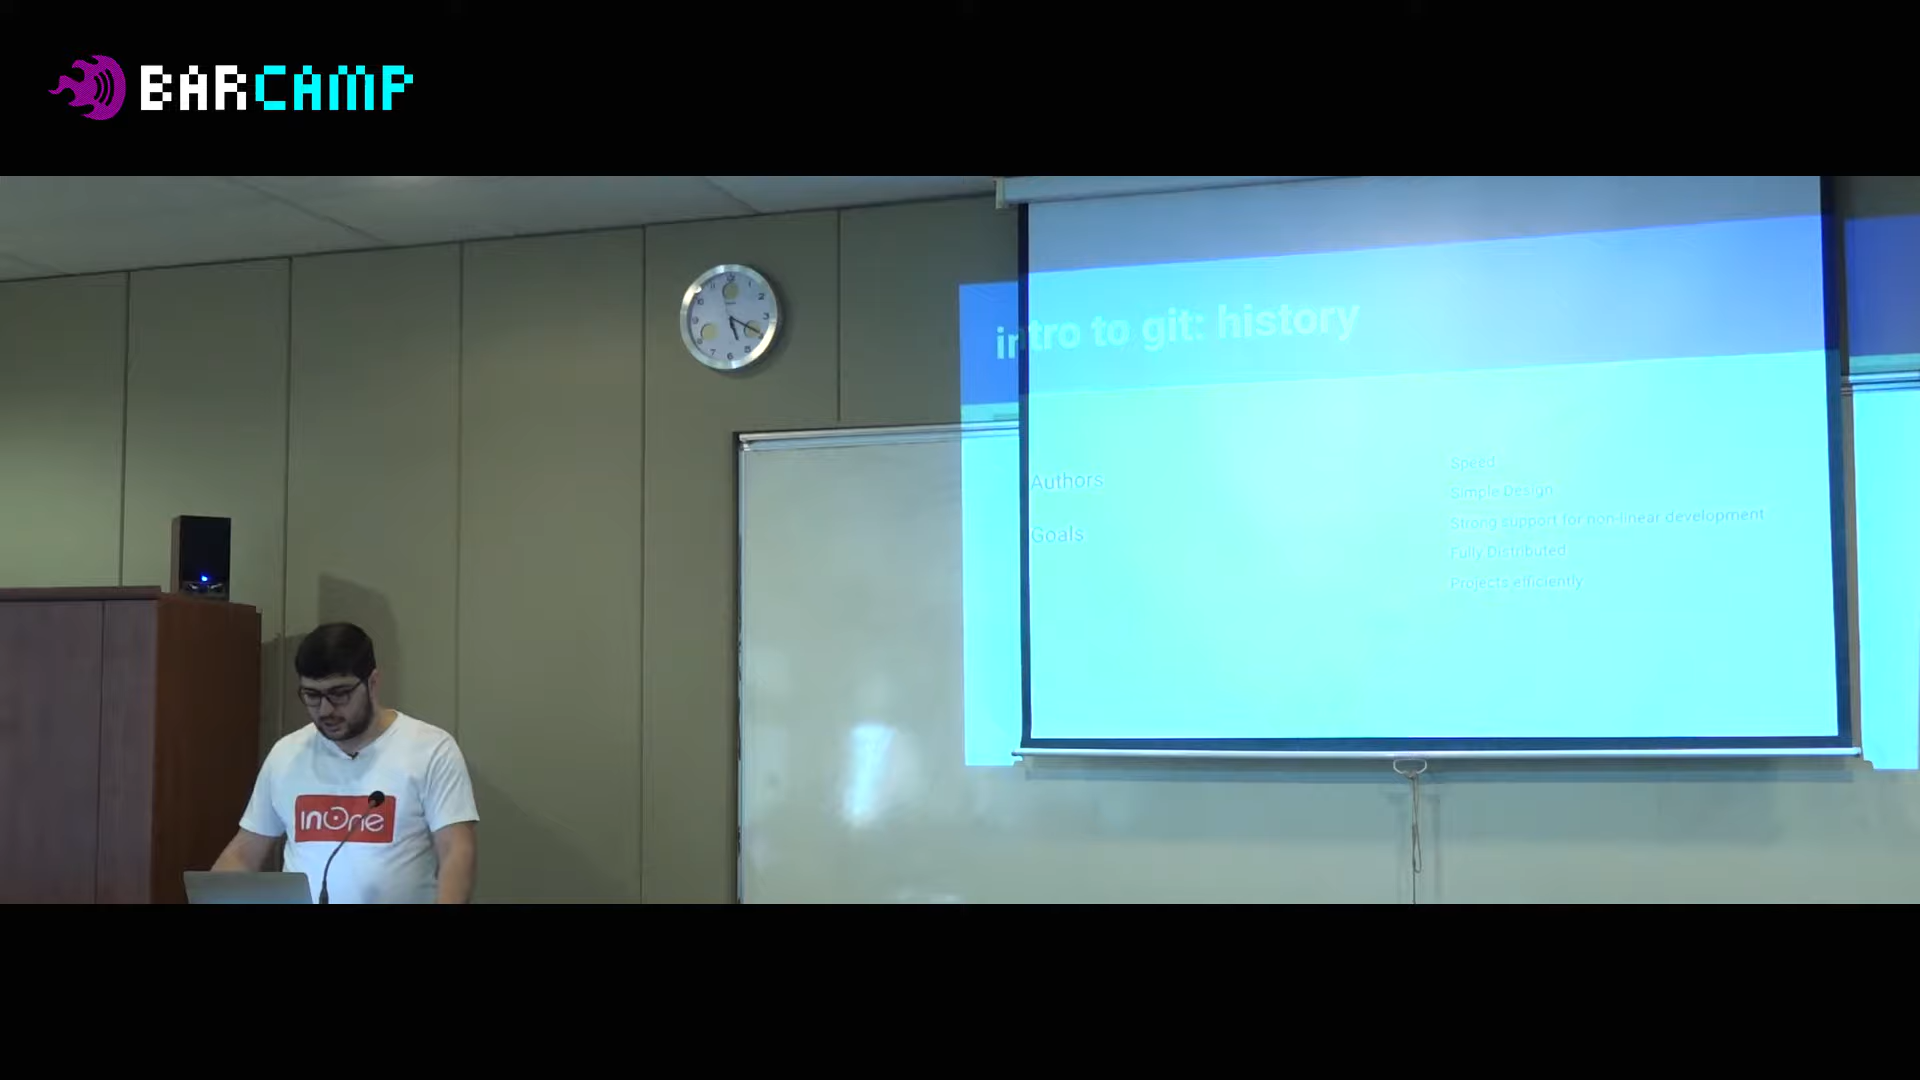 BARCAMP
intro to git: history
Authors
Goals
Speed
Simple Design
Strong support for non-linear development
Fully Distributed
Projects efficiently
inOne